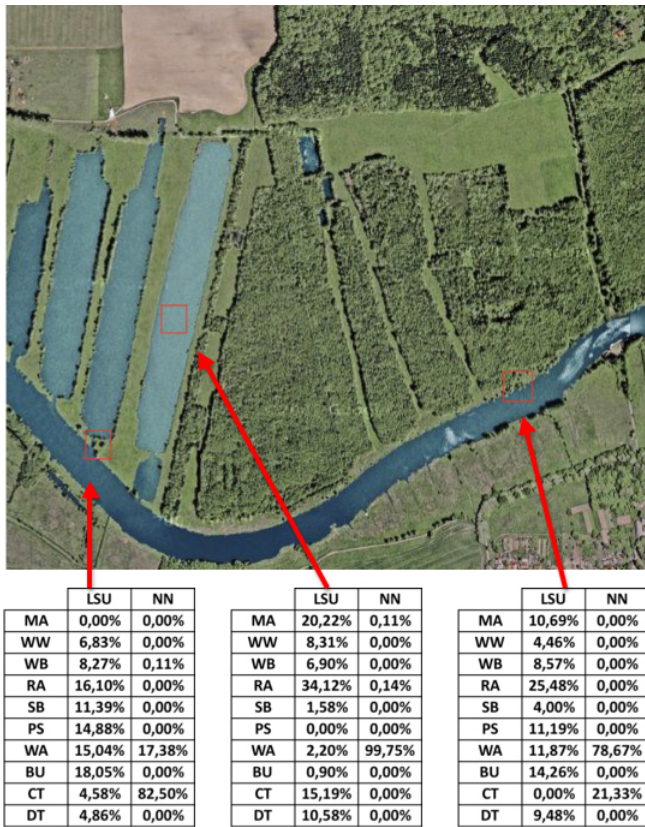 LSU NN
MA 0,00% 0,00%
WW 6,83% 0,00%
WB 8,27% 0,11%
RA 16,10% 0,00%
SB 11,39% 0,00%
PS 14,88% 0,00%
WA 15,04% 17,38%
BU 18,05% 0,00%
CT 4,58% 82,50%
DT 4,86% 0,00%
LSU NN
MA 20,22% 0,11%
WW 8,31% 0,00%
WB 6,90% 0,00%
RA 34,12% 0,14%
SB 1,58% 0,00%
PS 0,00% 0,00%
WA 2,20% 99,75%
BU 0,90% 0,00%
CT 15,19% 0,00%
DT 10,58% 0,00%
LSU NN
MA 10,69% 0,00%
WW 4,46% 0,00%
WB 8,57% 0,00%
RA 25,48% 0,00%
SB 4,00% 0,00%
PS 11,19% 0,00%
WA 11,87% 78,67%
BU 14,26% 0,00%
CT 0,00% 21,33%
DT 9,48% 0,00%